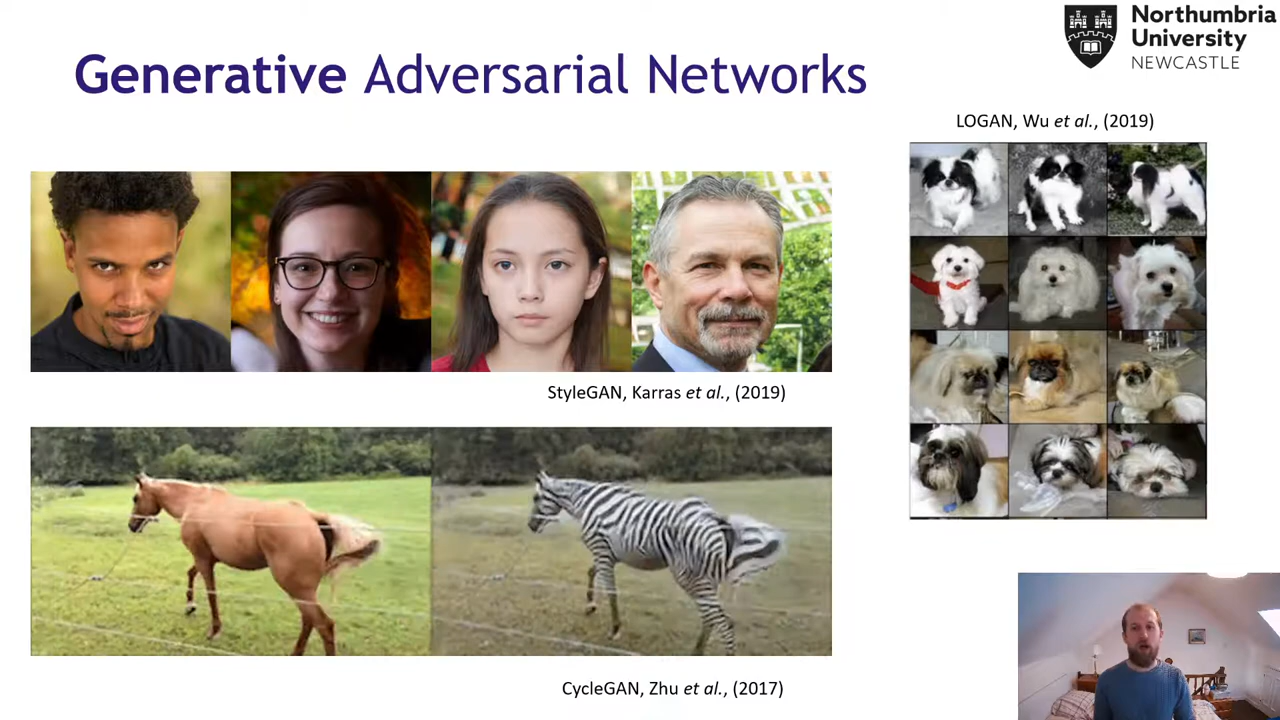 Northumbria
University
NEWCASTLE
Generative Adversarial Networks
LOGAN, Wu et al., (2019)
StyleGAN, Karras et al., (2019)
CycleGAN, Zhu et al., (2017)